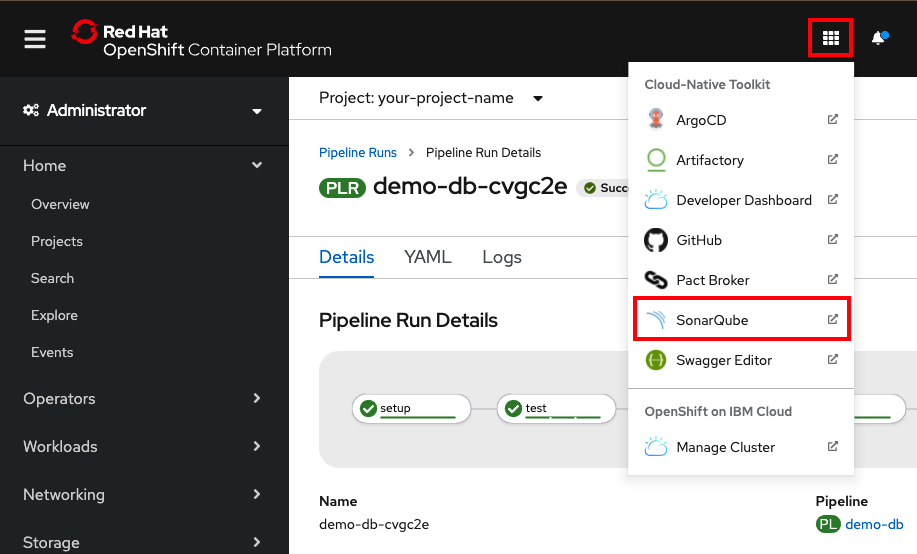 Red Hat
OpenShift Container Platform
Administrator
Home
Overview
Projects
Search
Explore
Events
Operators
Workloads
Networking
Storage
Project: your-project-name
Pipeline Runs > Pipeline Run Details
PLR demo-db-cvgc2e
Details YAML Logs
Pipeline Run Details
setup
test
Name
demo-db-cvgc2e
Pipeline
PL demo-db
Cloud-Native Toolkit
ArgoCD
Artifactory
Developer Dashboard
GitHub
Pact Broker
SonarQube
Swagger Editor
OpenShift on IBM Cloud
Manage Cluster